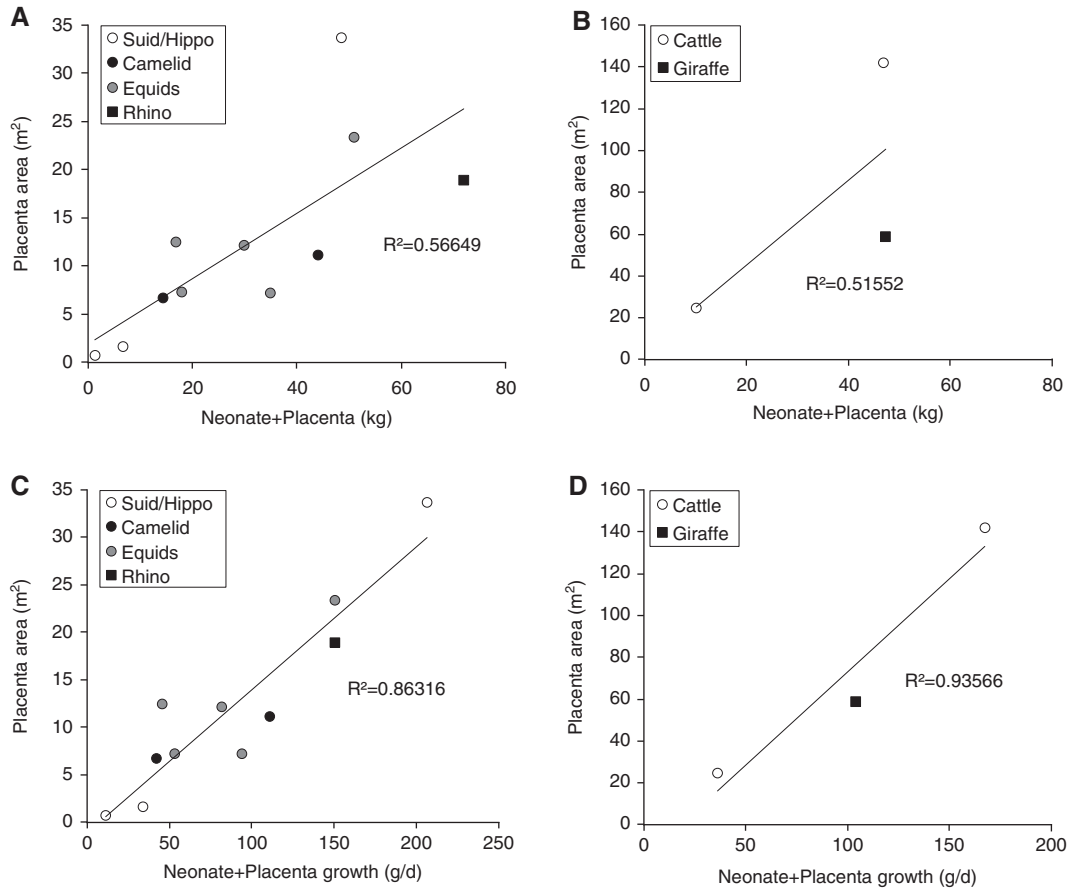 A
Placenta area (m²)
35
30
25
20
15
10
5
0
0 20 40 60 80
Suid/Hippo
Camelid
Equids
Rhino
R²=0.56649
Neonate+Placenta (kg)
B
Placenta area (m²)
160
140
120
100
80
60
40
20
0
0 20 40 60 80
Cattle
Giraffe
R²=0.51552
Neonate+Placenta (kg)
C
Placenta area (m²)
35
30
25
20
15
10
5
0
0 50 100 150 200 250
Suid/Hippo
Camelid
Equids
Rhino
R²=0.86316
Neonate+Placenta growth (g/d)
D
Placenta area (m²)
160
140
120
100
80
60
40
20
0
0 50 100 150 200
Cattle
Giraffe
R²=0.93566
Neonate+Placenta growth (g/d)